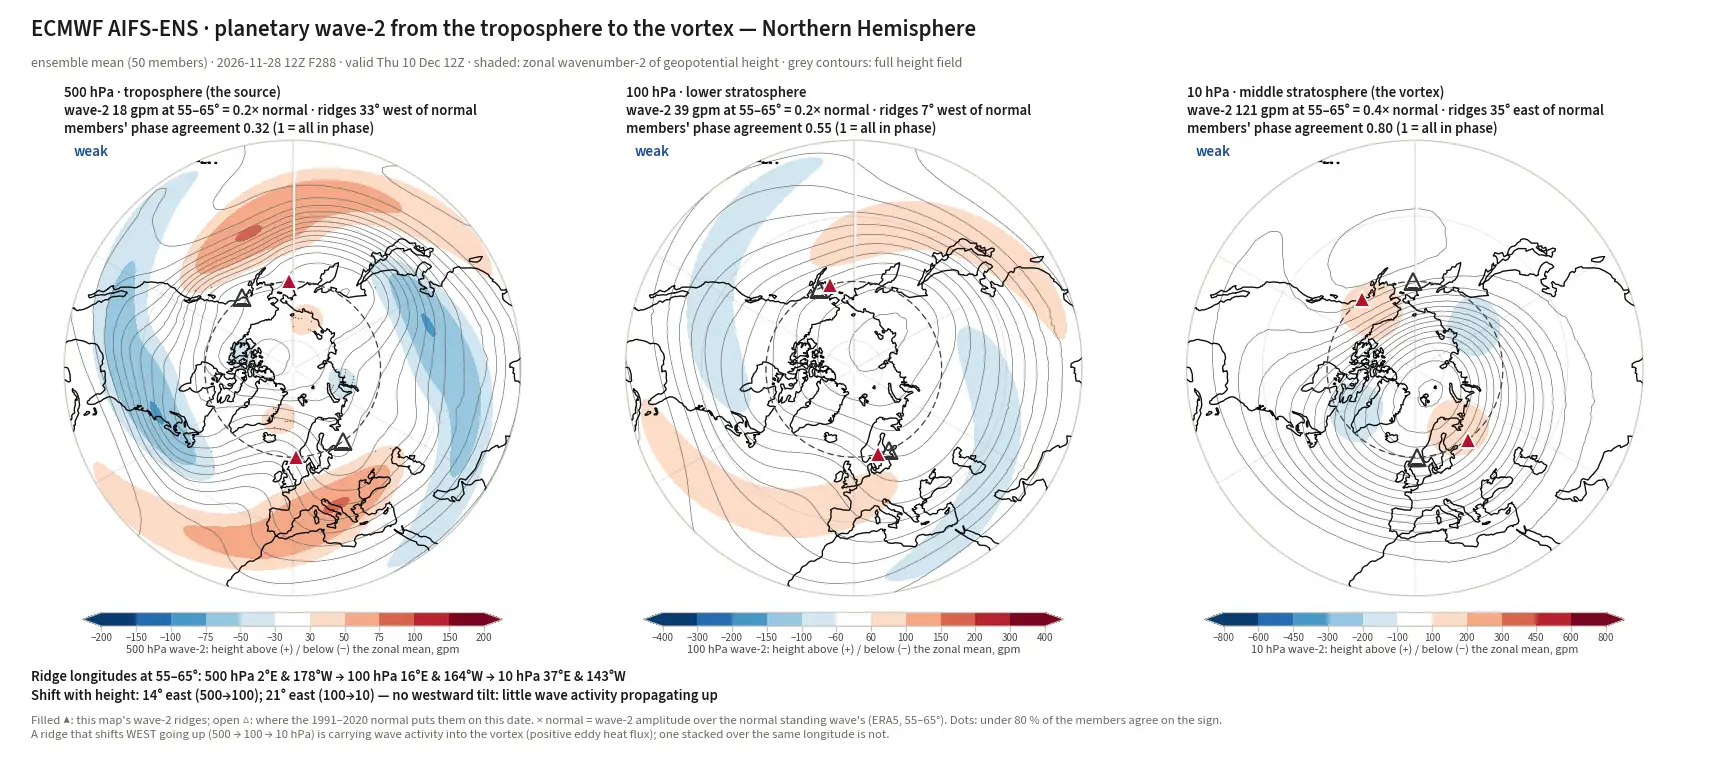 ECMWF AIFS-ENS · planetary wave-2 from the troposphere to the vortex — Northern Hemisphere
ensemble mean (50 members) · 2026-11-28 12Z F288 · valid Thu 10 Dec 12Z · shaded: zonal wavenumber-2 of geopotential height · grey contours: full height field
500 hPa · troposphere (the source)
wave-2 18 gpm at 55–65° = 0.2× normal · ridges 33° west of normal
members' phase agreement 0.32 (1 = all in phase)
weak
100 hPa · lower stratosphere
wave-2 39 gpm at 55–65° = 0.2× normal · ridges 7° west of normal
members' phase agreement 0.55 (1 = all in phase)
weak
10 hPa · middle stratosphere (the vortex)
wave-2 121 gpm at 55–65° = 0.4× normal · ridges 35° east of normal
members' phase agreement 0.80 (1 = all in phase)
weak
−200 −150 −100 −75 −50 −30 30 50 75 100 150 200
500 hPa wave-2: height above (+) / below (−) the zonal mean, gpm
−400 −300 −200 −150 −100 −60 60 100 150 200 300 400
100 hPa wave-2: height above (+) / below (−) the zonal mean, gpm
−800 −600 −450 −300 −200 −100 100 200 300 450 600 800
10 hPa wave-2: height above (+) / below (−) the zonal mean, gpm
Ridge longitudes at 55–65°: 500 hPa 2°E & 178°W → 100 hPa 16°E & 164°W → 10 hPa 37°E & 143°W
Shift with height: 14° east (500→100); 21° east (100→10) — no westward tilt: little wave activity propagating up
Filled ▲: this map's wave-2 ridges; open △: where the 1991–2020 normal puts them on this date. × normal = wave-2 amplitude over the normal standing wave's (ERA5, 55–65°). Dots: under 80 % of the members agree on the sign.
A ridge that shifts WEST going up (500 → 100 → 10 hPa) is carrying wave activity into the vortex (positive eddy heat flux); one stacked over the same longitude is not.